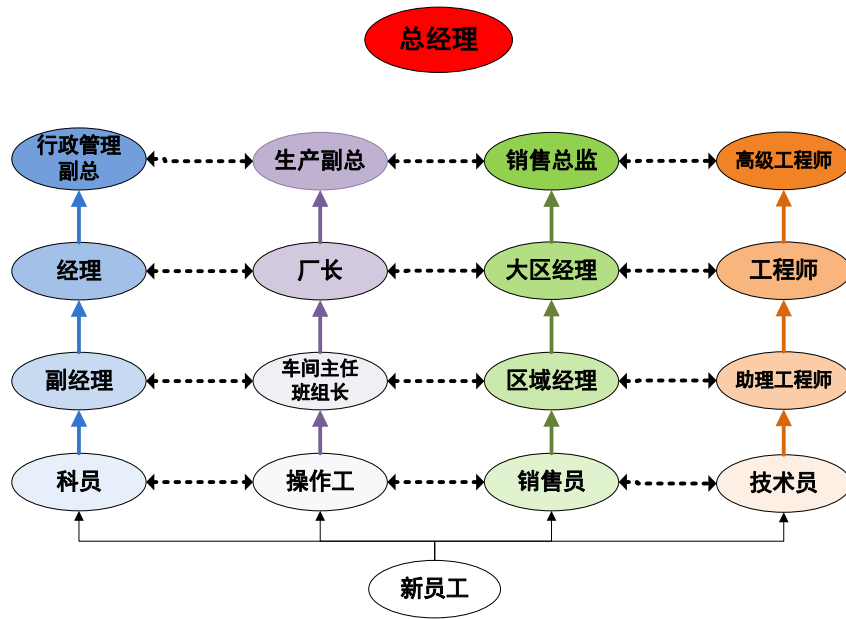 总经理
行政管理
副总
生产副总
销售总监
高级工程师
经理
厂长
大区经理
工程师
副经理
车间主任
班组长
区域经理
助理工程师
科员
操作工
销售员
技术员
新员工